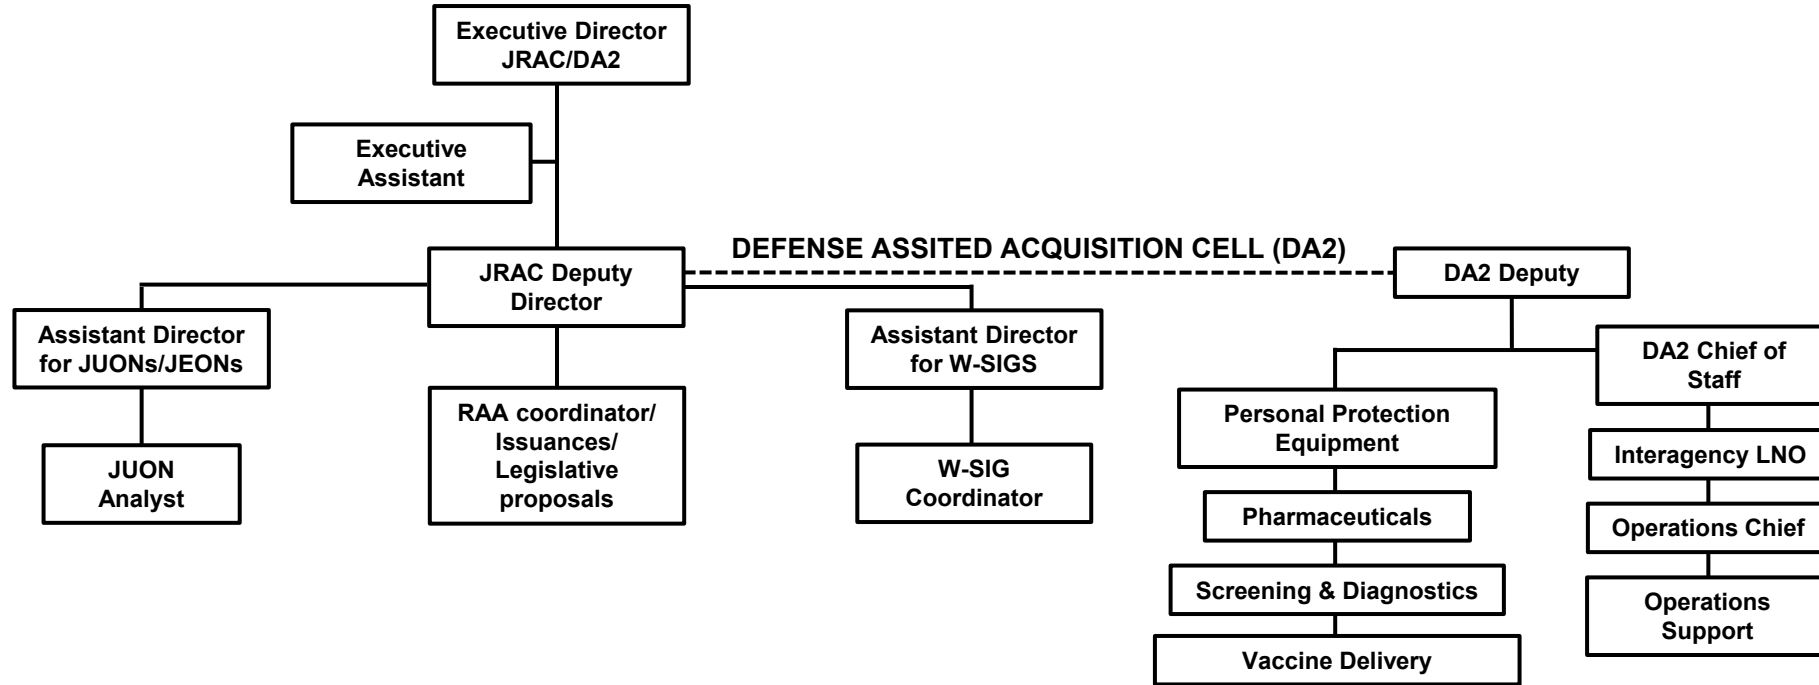 Executive Director
JRAC/DA2
Executive
Assistant
DEFENSE ASSITED ACQUISITION CELL (DA2)
JRAC Deputy
Director
DA2 Deputy
Assistant Director
for JUONs/JEONs
Assistant Director
for W-SIGS
DA2 Chief of
Staff
JUON
Analyst
RAA coordinator/
Issuances/
Legislative
proposals
W-SIG
Coordinator
Personal Protection
Equipment
Pharmaceuticals
Screening & Diagnostics
Vaccine Delivery
Interagency LNO
Operations Chief
Operations
Support